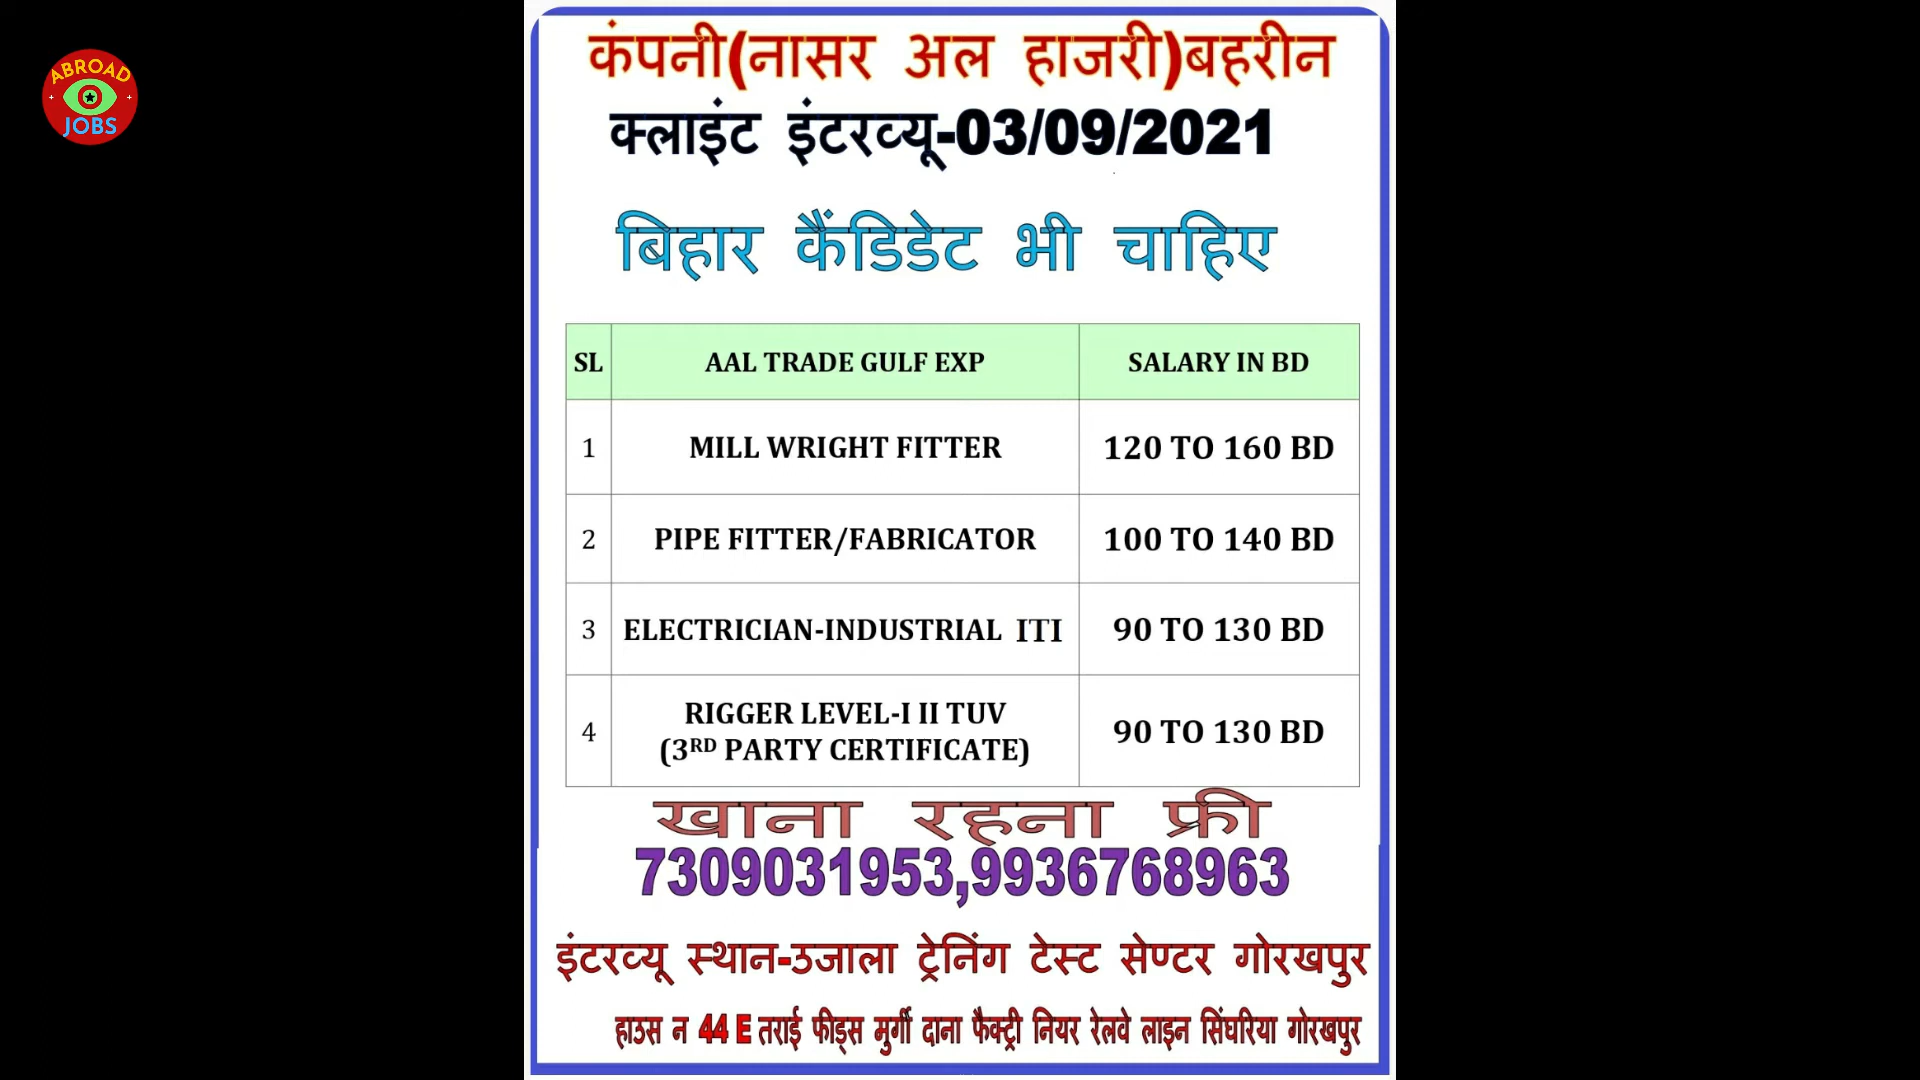 ABROAD
JOBS
कंपनी(नासर अल हाजरी)बहरीन
क्लाइंट इंटरव्यू-03/09/2021
बिहार कैंडिडेट भी चाहिए
SL AAL TRADE GULF EXP SALARY IN BD
1 MILL WRIGHT FITTER 120 TO 160 BD
2 PIPE FITTER/FABRICATOR 100 TO 140 BD
3 ELECTRICIAN-INDUSTRIAL ITI 90 TO 130 BD
4 RIGGER LEVEL-I II TUV (3RD PARTY CERTIFICATE) 90 TO 130 BD
खाना रहना फ्री
7309031953,9936768963
इंटरव्यू स्थान-उजाला ट्रेनिंग टेस्ट सेण्टर गोरखपुर
हाउस न 44 E तराई फीड्स मुर्गी दाना फैक्ट्री नियर रेलवे लाइन सिंघरिया गोरखपुर